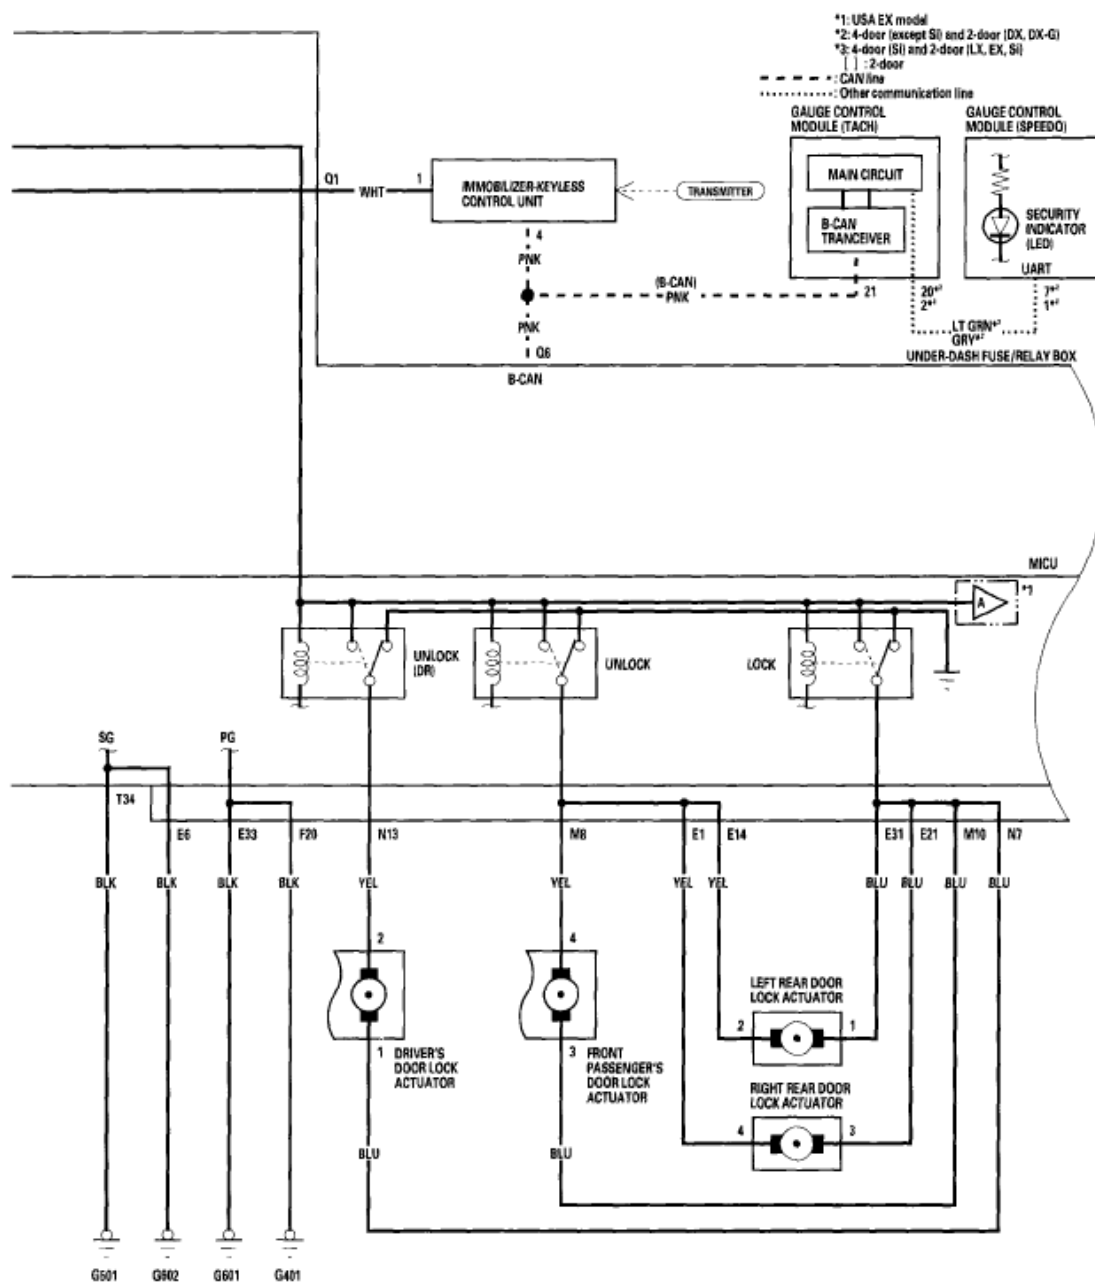 *1: USA EX model
*2: 4-door (except Si) and 2-door (DX, DX-G)
*3: 4-door (Si) and 2-door (LX, EX, Si)
[ ] : 2-door
: CAN line
: Other communication line
GAUGE CONTROL
MODULE (TACH)
GAUGE CONTROL
MODULE (SPEEDO)
MAIN CIRCUIT
B-CAN
TRANCEIVER
SECURITY
INDICATOR
(LED)
UART
Q1
WHT
1
IMMOBILIZER-KEYLESS
CONTROL UNIT
TRANSMITTER
4
PNK
(B-CAN)
PNK
21
20*
2*
7*
1*
LT GRN*
GRY*
PNK
Q6
B-CAN
UNDER-DASH FUSE/RELAY BOX
MICU
A
*1
UNLOCK
(DR)
UNLOCK
LOCK
SG
PG
T34
E6
E33
F20
N13
M8
E1
E14
E31
E21
M10
N7
BLK
BLK
BLK
BLK
YEL
YEL
YEL
YEL
BLU
BLU
BLU
BLU
2
4
LEFT REAR DOOR
LOCK ACTUATOR
2
1
1
DRIVER'S
DOOR LOCK
ACTUATOR
3
FRONT
PASSENGER'S
DOOR LOCK
ACTUATOR
RIGHT REAR DOOR
LOCK ACTUATOR
4
3
BLU
BLU
G501
G602
G601
G401